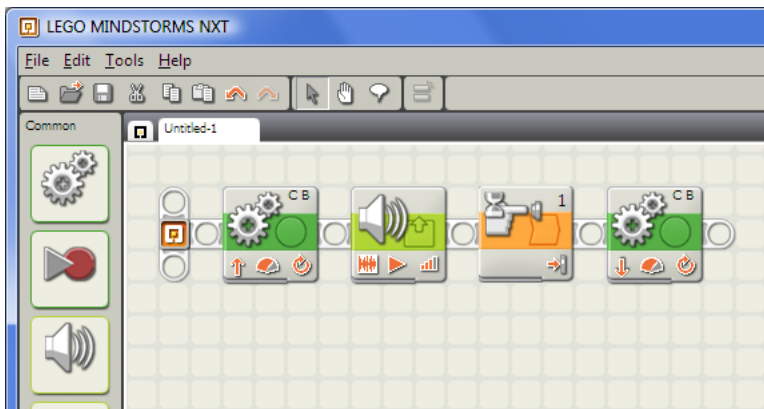 LEGO MINDSTORMS NXT
File Edit Tools Help
Common
Untitled-1
C B
1
C B